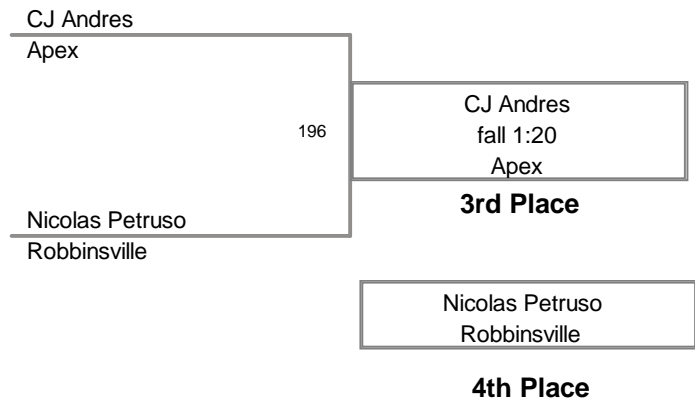 CJ Andres
Apex
196
CJ Andres
fall 1:20
Apex
3rd Place
Nicolas Petruso
Robbinsville
Nicolas Petruso
Robbinsville
4th Place